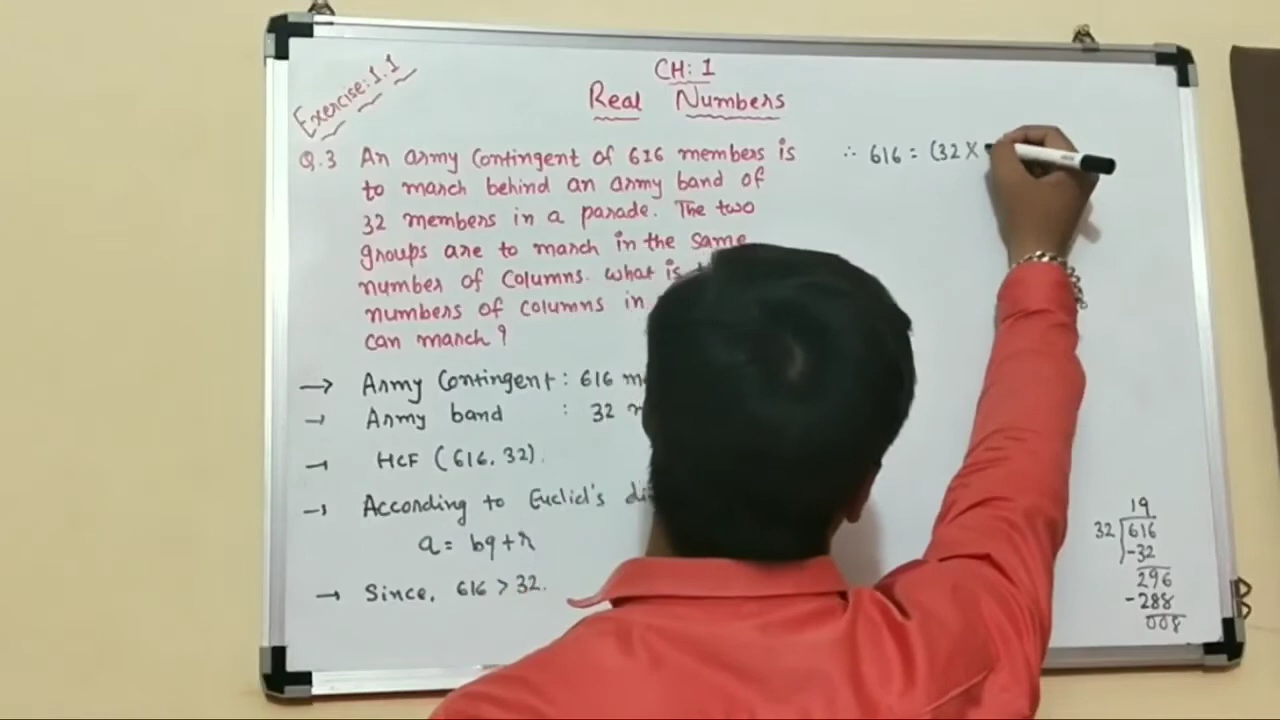 CH: 1
Real Numbers
Exercise: 1.1
Q.3 An army Contingent of 616 members is
to march behind an army band of
32 members in a parade. The two
groups are to march in the same
number of Columns. what is
numbers of columns in
can march ?
→ Army Contingent : 616
→ Army band : 32
→ HCF (616, 32).
→ According to Euclid's
a = bq + r
→ Since, 616 > 32.
∴ 616 = (32 ×
19
32 616
-32
296
-288
008